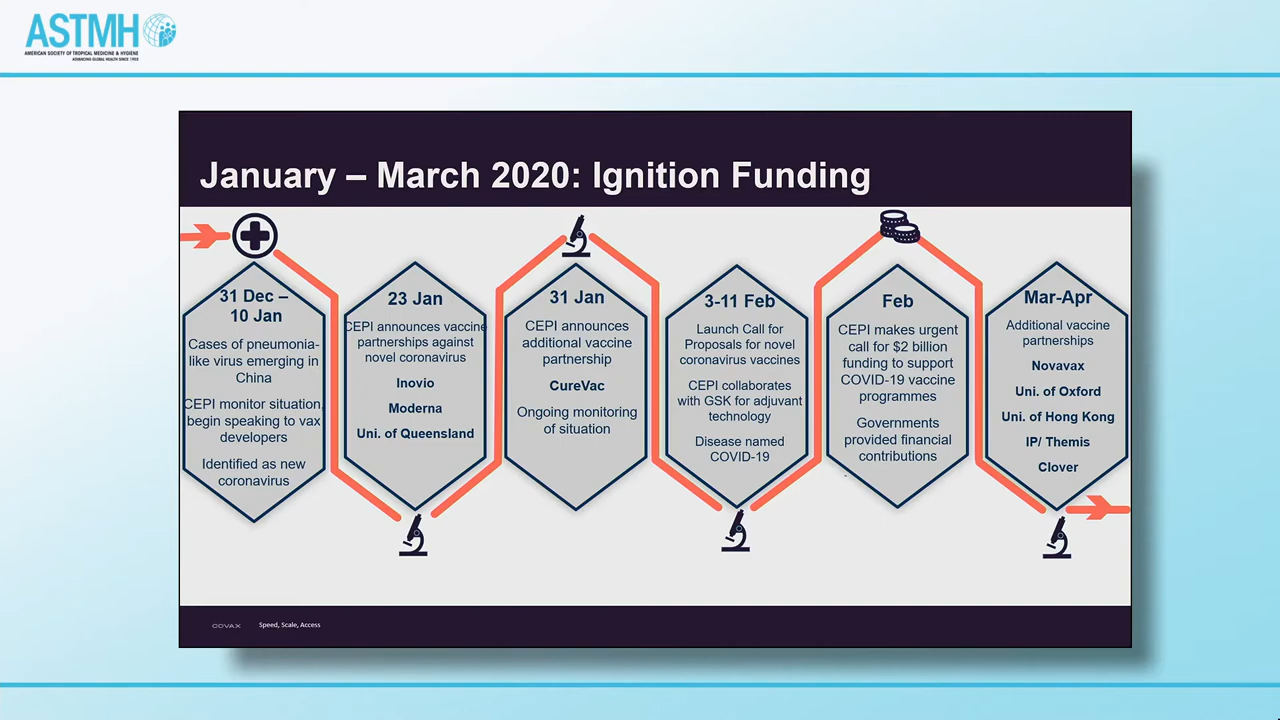 ASTMH
AMERICAN SOCIETY OF TROPICAL MEDICINE & HYGIENE
ADVANCING GLOBAL HEALTH SINCE 1903
January – March 2020: Ignition Funding
31 Dec –
10 Jan
Cases of pneumonia-
like virus emerging in
China
CEPI monitor situation,
begin speaking to vax
developers
Identified as new
coronavirus
23 Jan
CEPI announces vaccine
partnerships against
novel coronavirus
Inovio
Moderna
Uni. of Queensland
31 Jan
CEPI announces
additional vaccine
partnership
CureVac
Ongoing monitoring
of situation
3-11 Feb
Launch Call for
Proposals for novel
coronavirus vaccines
CEPI collaborates
with GSK for adjuvant
technology
Disease named
COVID-19
Feb
CEPI makes urgent
call for $2 billion
funding to support
COVID-19 vaccine
programmes
Governments
provided financial
contributions
Mar-Apr
Additional vaccine
partnerships
Novavax
Uni. of Oxford
Uni. of Hong Kong
IP/ Themis
Clover
COVAX
Speed, Scale, Access